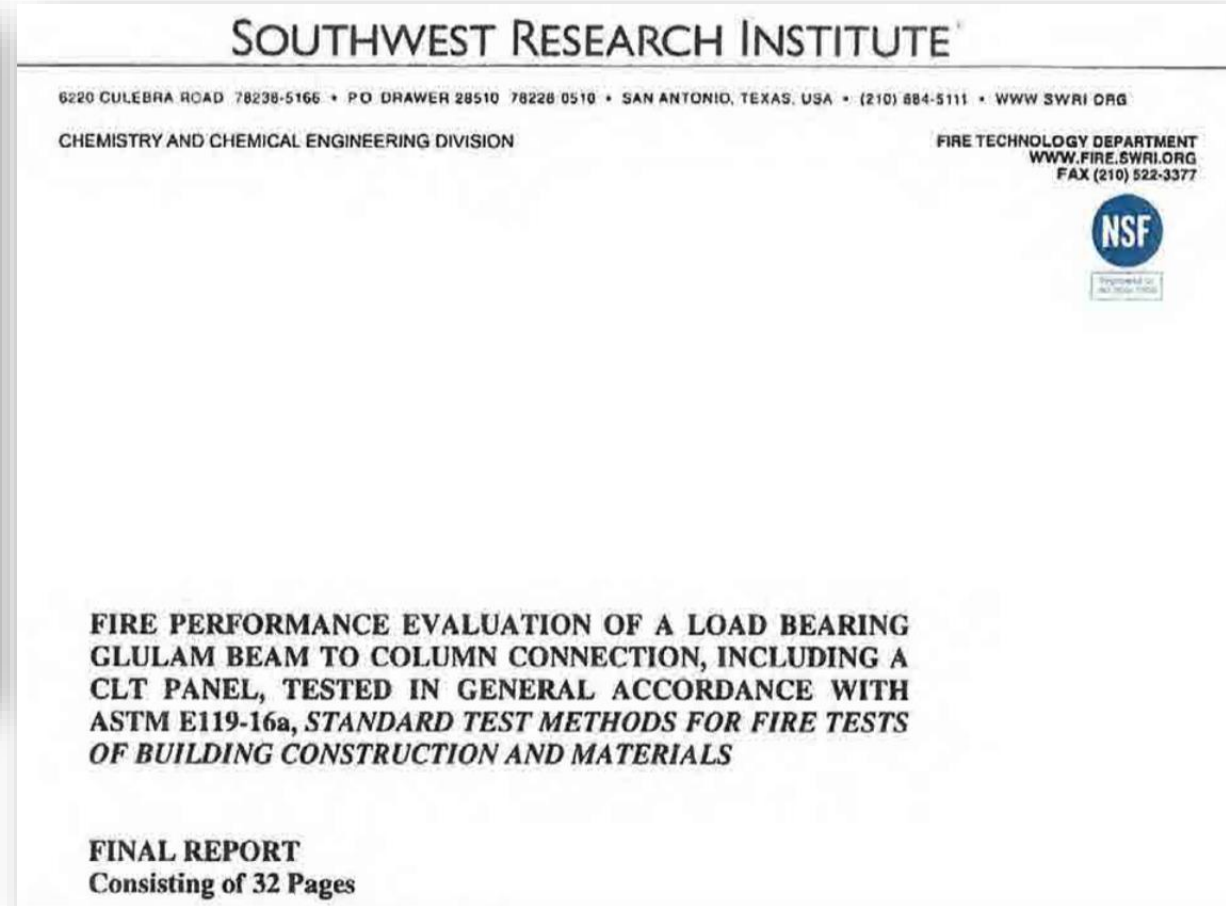 SOUTHWEST RESEARCH INSTITUTE
6220 CULEBRA ROAD 78238-5166 • PO DRAWER 28510 78228 0510 • SAN ANTONIO, TEXAS, USA • (210) 684-5111 • WWW SWRI ORG
CHEMISTRY AND CHEMICAL ENGINEERING DIVISION
FIRE TECHNOLOGY DEPARTMENT
WWW.FIRE.SWRI.ORG
FAX (210) 522-3377
NSF
FIRE PERFORMANCE EVALUATION OF A LOAD BEARING
GLULAM BEAM TO COLUMN CONNECTION, INCLUDING A
CLT PANEL, TESTED IN GENERAL ACCORDANCE WITH
ASTM E119-16a, STANDARD TEST METHODS FOR FIRE TESTS
OF BUILDING CONSTRUCTION AND MATERIALS
FINAL REPORT
Consisting of 32 Pages